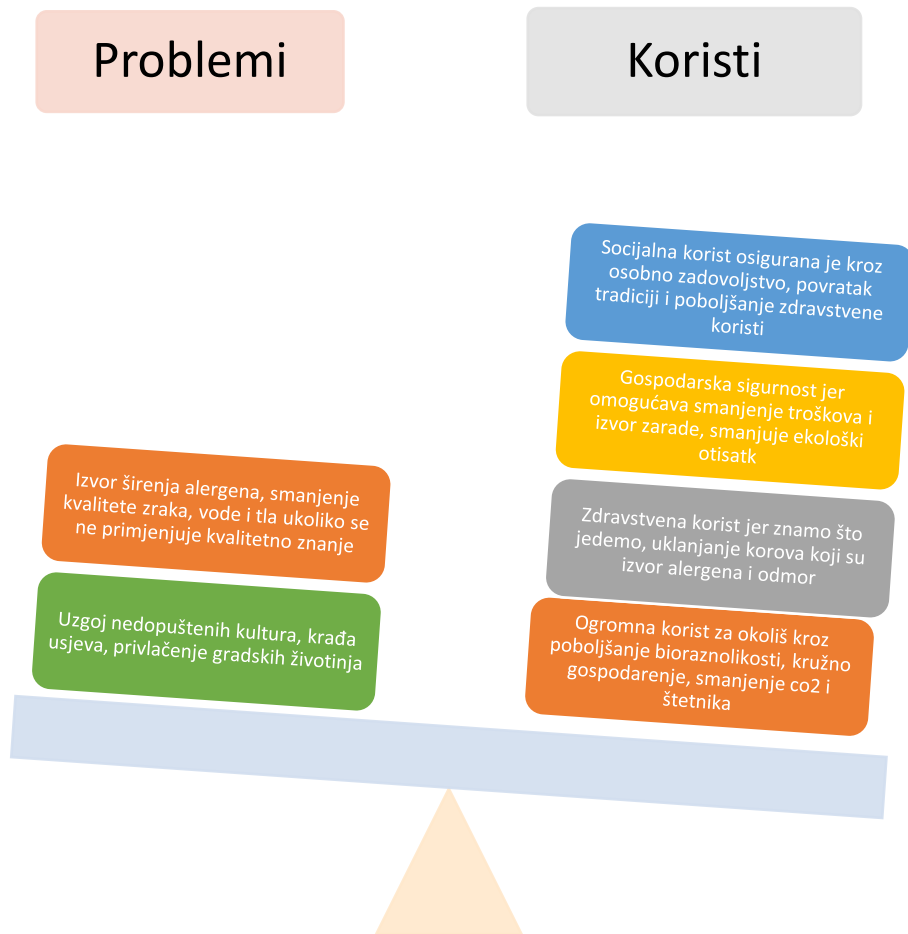 Problemi
Koristi
Izvor širenja alergena, smanjenje
kvalitete zraka, vode i tla ukoliko se
ne primjenjuje kvalitetno znanje
Uzgoj nedopuštenih kultura, krađa
usjeva, privlačenje gradskih životinja
Socijalna korist osigurana je kroz
osobno zadovoljstvo, povratak
tradiciji i poboljšanje zdravstvene
koristi
Gospodarska sigurnost jer
omogućava smanjenje troškova i
izvor zarade, smanjuje ekološki
otisatk
Zdravstvena korist jer znamo što
jedemo, uklanjanje korova koji su
izvor alergena i odmor
Ogromna korist za okoliš kroz
poboljšanje bioraznolikosti, kružno
gospodarenje, smanjenje co2 i
štetnika